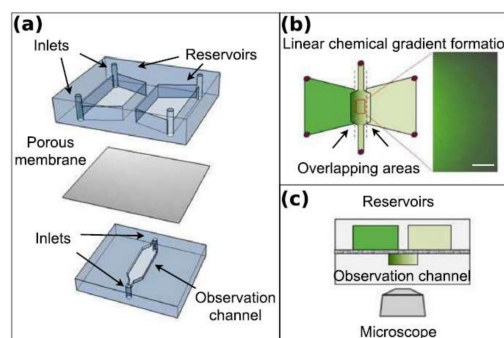 (a)
Inlets
Reservoirs
Porous
membrane
Inlets
Observation
channel
(b)
Linear chemical gradient formatio
Overlapping areas
(c)
Reservoirs
Observation channel
Microscope